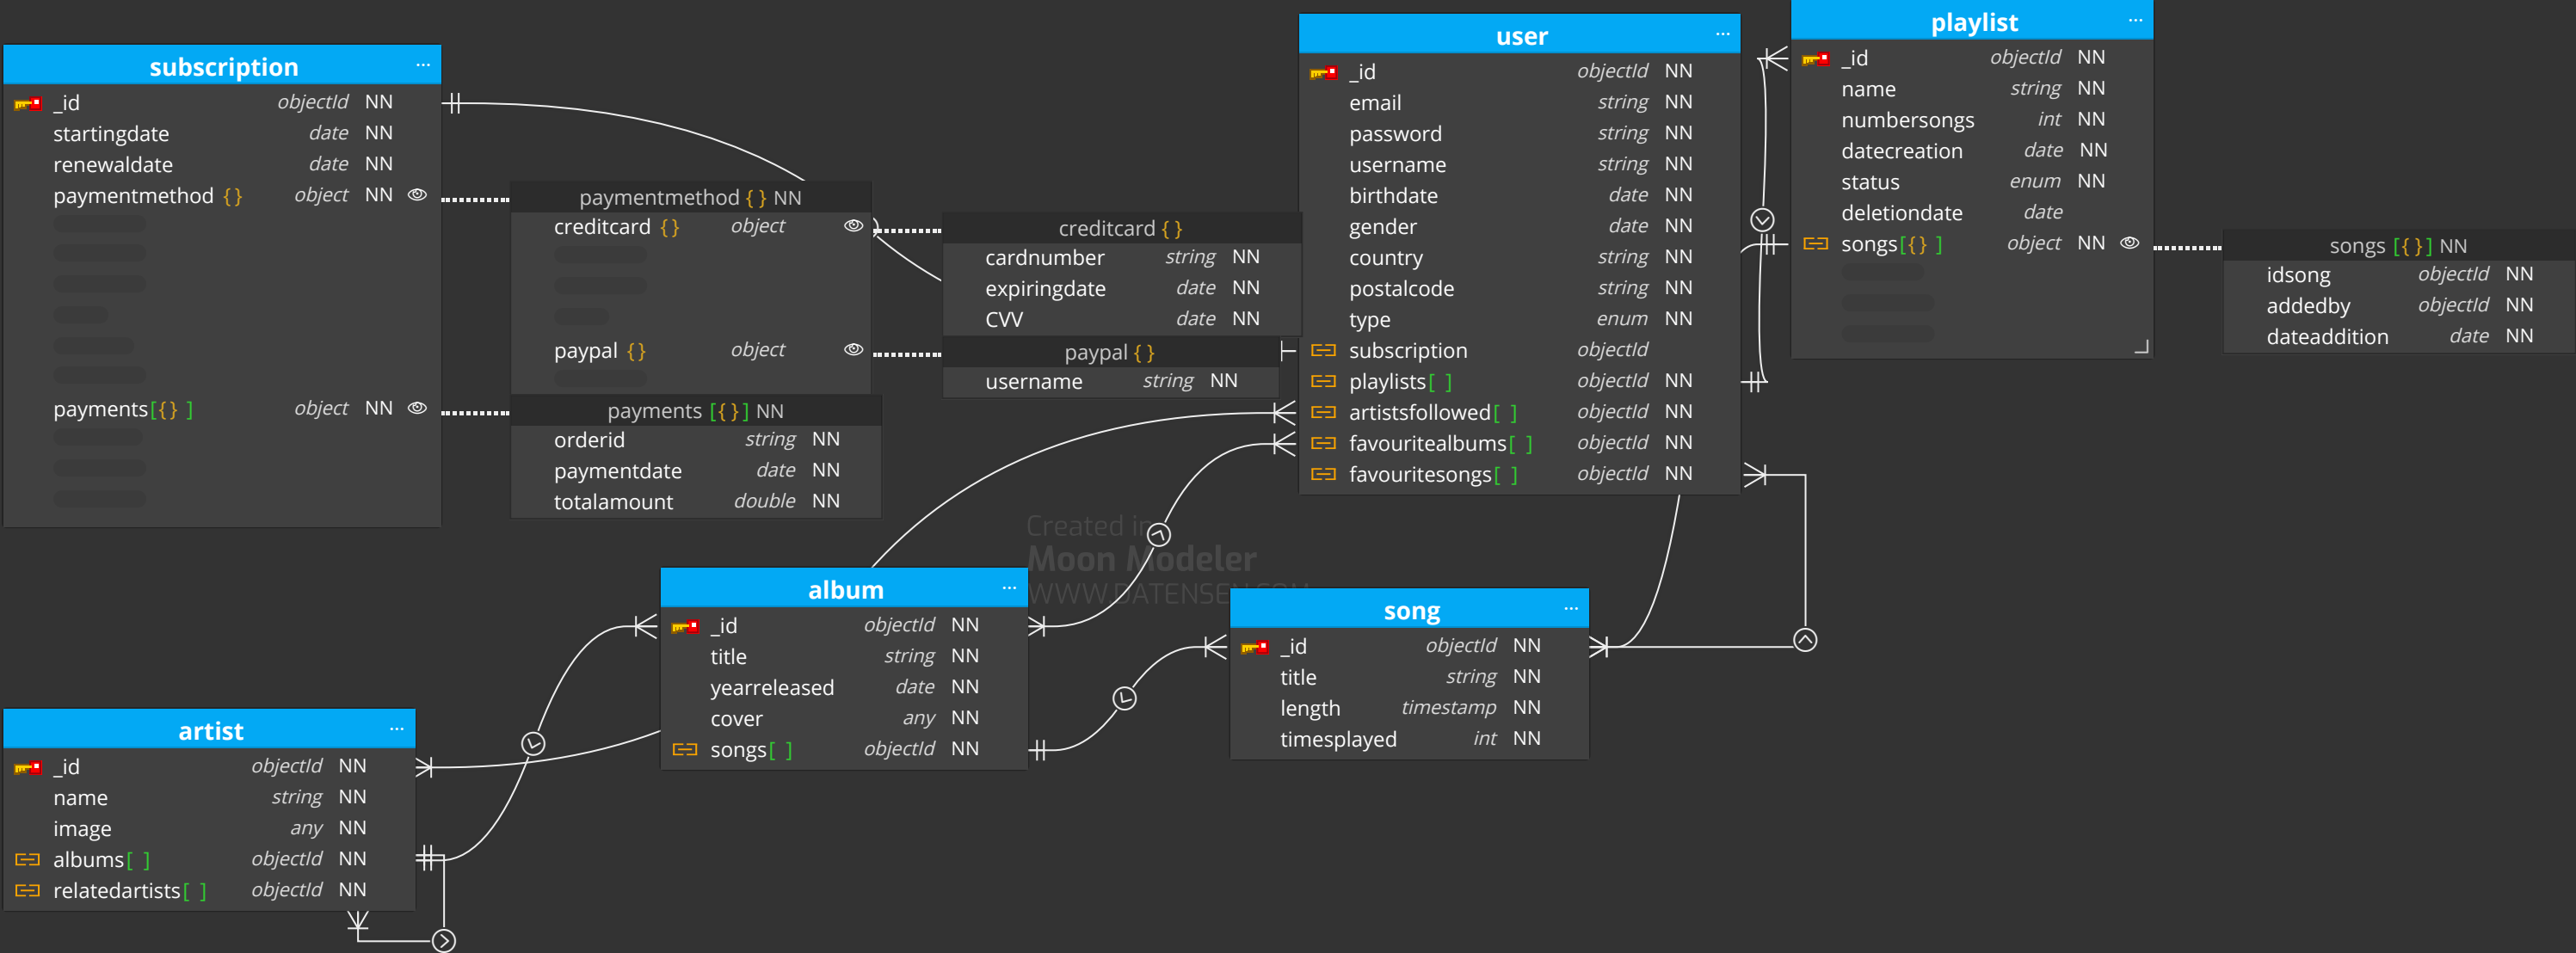 subscription ...
_id objectId NN
startingdate date NN
renewaldate date NN
paymentmethod {} object NN
payments[{} ] object NN
paymentmethod {} NN
creditcard {} object
paypal {} object
payments [{}] NN
orderid string NN
paymentdate date NN
totalamount double NN
creditcard {}
cardnumber string NN
expiringdate date NN
CVV date NN
paypal {}
username string NN
user ...
_id objectId NN
email string NN
password string NN
username string NN
birthdate date NN
gender date NN
country string NN
postalcode string NN
type enum NN
subscription objectId
playlists[ ] objectId NN
artistsfollowed[ ] objectId NN
favouritealbums[ ] objectId NN
favouritesongs[ ] objectId NN
playlist ...
_id objectId NN
name string NN
numbersongs int NN
datecreation date NN
status enum NN
deletiondate date
songs[{} ] object NN
songs [{}] NN
idsong objectId NN
addedby objectId NN
dateaddition date NN
Created in
Moon Modeler
WWW.DATENSEN.COM
album ...
_id objectId NN
title string NN
yearreleased date NN
cover any NN
songs[ ] objectId NN
song ...
_id objectId NN
title string NN
length timestamp NN
timesplayed int NN
artist ...
_id objectId NN
name string NN
image any NN
albums[ ] objectId NN
relatedartists[ ] objectId NN